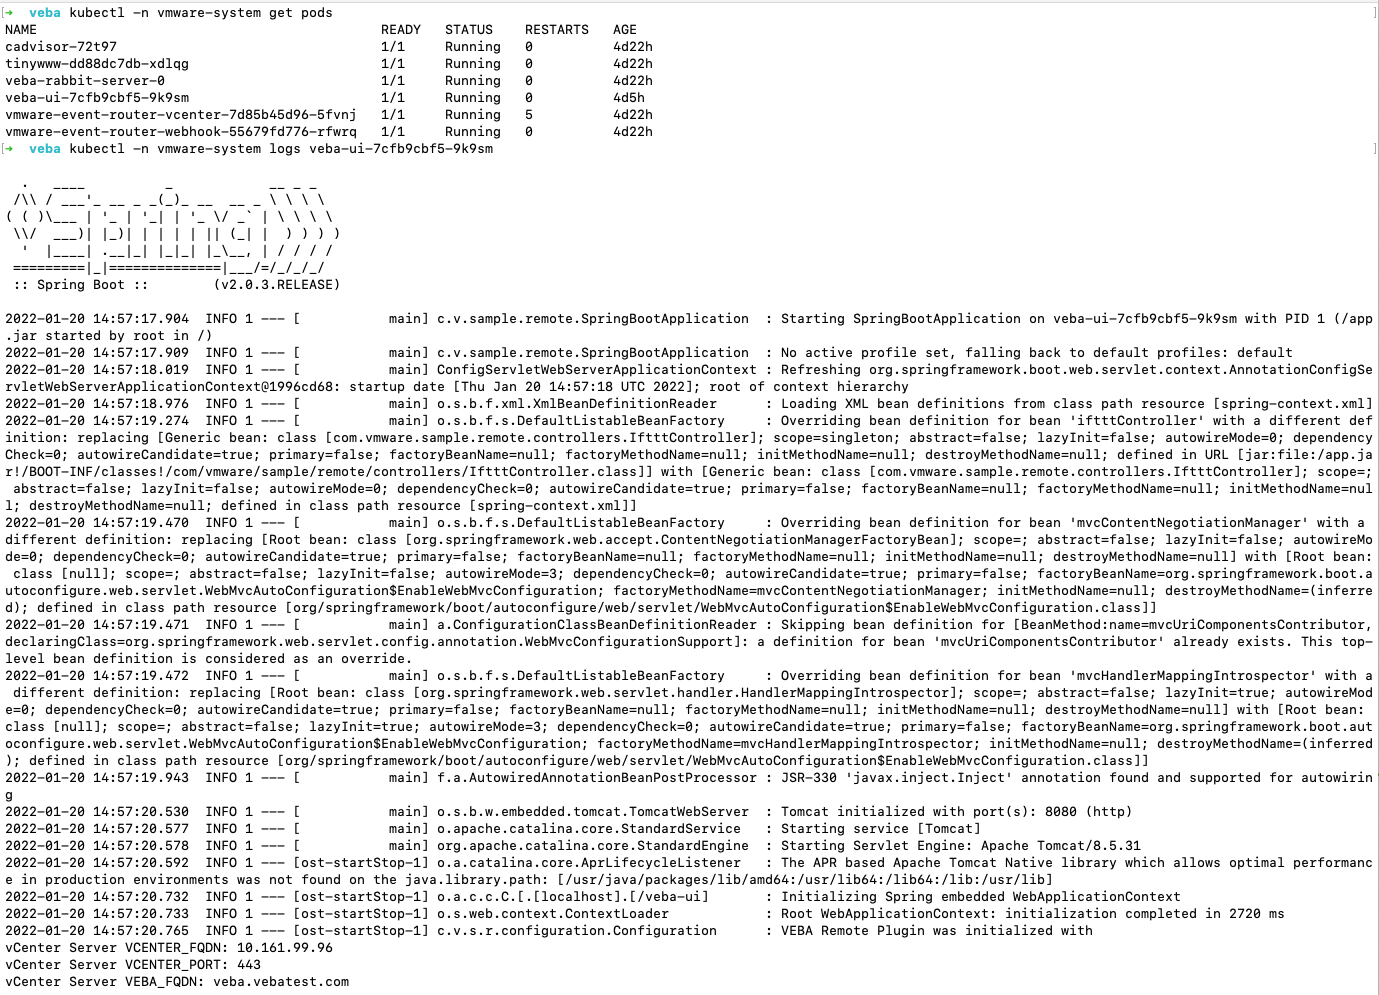 [➜  veba kubectl -n vmware-system get pods ]
NAME                                          READY   STATUS    RESTARTS   AGE
cadvisor-72t97                                1/1     Running   0          4d22h
tinywww-dd88dc7db-xdlqg                       1/1     Running   0          4d22h
veba-rabbit-server-0                          1/1     Running   0          4d22h
veba-ui-7cfb9cbf5-9k9sm                       1/1     Running   0          4d5h
vmware-event-router-vcenter-7d85b45d96-5fvnj   1/1     Running   5          4d22h
vmware-event-router-webhook-55679fd776-rfwrq   1/1     Running   0          4d22h
[➜  veba kubectl -n vmware-system logs veba-ui-7cfb9cbf5-9k9sm ]
  .   ____          _            __ _ _
 /\\ / ___'_ __ _ _(_)_ __  __ _ \ \ \ \
( ( )\___ | '_ | '_| | '_ \/ _` | \ \ \ \
 \\/  ___)| |_)| | | | | || (_| |  ) ) ) )
  '  |____| .__|_| |_|_| |_\__, | / / / /
 =========|_|==============|___/=/_/_/_/
 :: Spring Boot ::        (v2.0.3.RELEASE)
2022-01-20 14:57:17.904  INFO 1 --- [           main] c.v.sample.remote.SpringBootApplication  : Starting SpringBootApplication on veba-ui-7cfb9cbf5-9k9sm with PID 1 (/app
.jar started by root in /)
2022-01-20 14:57:17.909  INFO 1 --- [           main] c.v.sample.remote.SpringBootApplication  : No active profile set, falling back to default profiles: default
2022-01-20 14:57:18.019  INFO 1 --- [           main] ConfigServletWebServerApplicationContext : Refreshing org.springframework.boot.web.servlet.context.AnnotationConfigSe
rvletWebServerApplicationContext@1996cd68: startup date [Thu Jan 20 14:57:18 UTC 2022]; root of context hierarchy
2022-01-20 14:57:18.976  INFO 1 --- [           main] o.s.b.f.xml.XmlBeanDefinitionReader      : Loading XML bean definitions from class path resource [spring-context.xml]
2022-01-20 14:57:19.274  INFO 1 --- [           main] o.s.b.f.s.DefaultListableBeanFactory     : Overriding bean definition for bean 'iftttController' with a different def
inition: replacing [Generic bean: class [com.vmware.sample.remote.controllers.IftttController]; scope=singleton; abstract=false; lazyInit=false; autowireMode=0; dependency
Check=0; autowireCandidate=true; primary=false; factoryBeanName=null; factoryMethodName=null; initMethodName=null; destroyMethodName=null; defined in URL [jar:file:/app.ja
r!/BOOT-INF/classes!/com/vmware/sample/remote/controllers/IftttController.class]] with [Generic bean: class [com.vmware.sample.remote.controllers.IftttController]; scope=;
 abstract=false; lazyInit=false; autowireMode=0; dependencyCheck=0; autowireCandidate=true; primary=false; factoryBeanName=null; factoryMethodName=null; initMethodName=nul
l; destroyMethodName=null; defined in class path resource [spring-context.xml]]
2022-01-20 14:57:19.470  INFO 1 --- [           main] o.s.b.f.s.DefaultListableBeanFactory     : Overriding bean definition for bean 'mvcContentNegotiationManager' with a
different definition: replacing [Root bean: class [org.springframework.web.accept.ContentNegotiationManagerFactoryBean]; scope=; abstract=false; lazyInit=false; autowireMo
de=0; dependencyCheck=0; autowireCandidate=true; primary=false; factoryBeanName=null; factoryMethodName=null; initMethodName=null; destroyMethodName=null] with [Root bean:
 class [null]; scope=; abstract=false; lazyInit=false; autowireMode=3; dependencyCheck=0; autowireCandidate=true; primary=false; factoryBeanName=org.springframework.boot.a
utoconfigure.web.servlet.WebMvcAutoConfiguration$EnableWebMvcConfiguration; factoryMethodName=mvcContentNegotiationManager; initMethodName=null; destroyMethodName=(inferre
d); defined in class path resource [org/springframework/boot/autoconfigure/web/servlet/WebMvcAutoConfiguration$EnableWebMvcConfiguration.class]]
2022-01-20 14:57:19.471  INFO 1 --- [           main] a.ConfigurationClassBeanDefinitionReader : Skipping bean definition for [BeanMethod:name=mvcUriComponentsContributor,
declaringClass=org.springframework.web.servlet.config.annotation.WebMvcConfigurationSupport]: a definition for bean 'mvcUriComponentsContributor' already exists. This top-
level bean definition is considered as an override.
2022-01-20 14:57:19.472  INFO 1 --- [           main] o.s.b.f.s.DefaultListableBeanFactory     : Overriding bean definition for bean 'mvcHandlerMappingIntrospector' with a
 different definition: replacing [Root bean: class [org.springframework.web.servlet.handler.HandlerMappingIntrospector]; scope=; abstract=false; lazyInit=true; autowireMod
e=0; dependencyCheck=0; autowireCandidate=true; primary=false; factoryBeanName=null; factoryMethodName=null; initMethodName=null; destroyMethodName=null] with [Root bean:
class [null]; scope=; abstract=false; lazyInit=true; autowireMode=3; dependencyCheck=0; autowireCandidate=true; primary=false; factoryBeanName=org.springframework.boot.aut
oconfigure.web.servlet.WebMvcAutoConfiguration$EnableWebMvcConfiguration; factoryMethodName=mvcHandlerMappingIntrospector; initMethodName=null; destroyMethodName=(inferred
); defined in class path resource [org/springframework/boot/autoconfigure/web/servlet/WebMvcAutoConfiguration$EnableWebMvcConfiguration.class]]
2022-01-20 14:57:19.943  INFO 1 --- [           main] f.a.AutowiredAnnotationBeanPostProcessor : JSR-330 'javax.inject.Inject' annotation found and supported for autowirin
g
2022-01-20 14:57:20.530  INFO 1 --- [           main] o.s.b.w.embedded.tomcat.TomcatWebServer  : Tomcat initialized with port(s): 8080 (http)
2022-01-20 14:57:20.577  INFO 1 --- [           main] o.apache.catalina.core.StandardService   : Starting service [Tomcat]
2022-01-20 14:57:20.578  INFO 1 --- [           main] org.apache.catalina.core.StandardEngine  : Starting Servlet Engine: Apache Tomcat/8.5.31
2022-01-20 14:57:20.592  INFO 1 --- [ost-startStop-1] o.a.catalina.core.AprLifecycleListener   : The APR based Apache Tomcat Native library which allows optimal performanc
e in production environments was not found on the java.library.path: [/usr/java/packages/lib/amd64:/usr/lib64:/lib64:/lib:/usr/lib]
2022-01-20 14:57:20.732  INFO 1 --- [ost-startStop-1] o.a.c.c.C.[.[localhost].[/veba-ui]       : Initializing Spring embedded WebApplicationContext
2022-01-20 14:57:20.733  INFO 1 --- [ost-startStop-1] o.s.web.context.ContextLoader            : Root WebApplicationContext: initialization completed in 2720 ms
2022-01-20 14:57:20.765  INFO 1 --- [ost-startStop-1] c.v.s.r.configuration.Configuration      : VEBA Remote Plugin was initialized with
vCenter Server VCENTER_FQDN: 10.161.99.96
vCenter Server VCENTER_PORT: 443
vCenter Server VEBA_FQDN: veba.vebatest.com